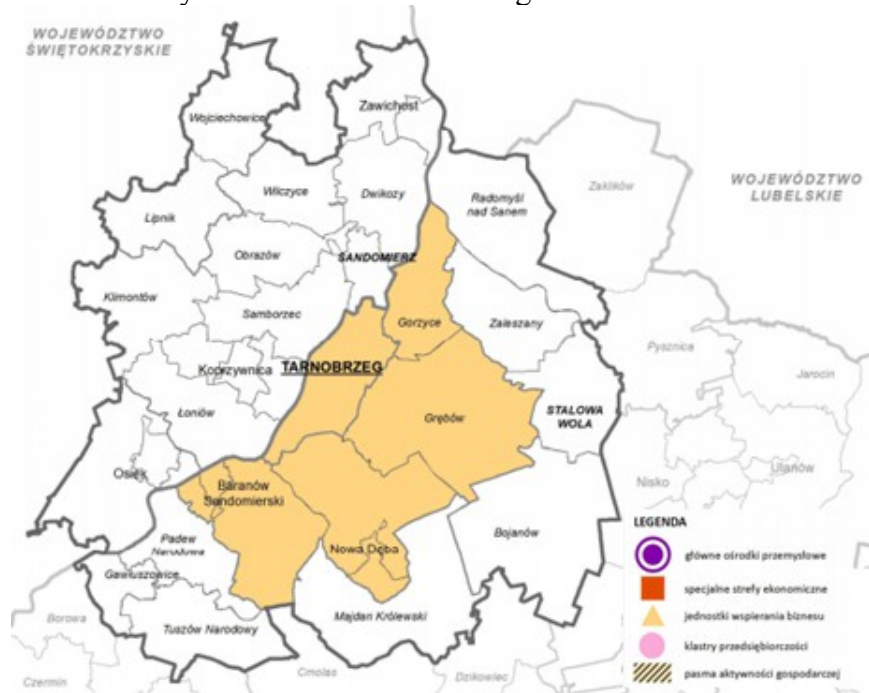 WOJEWÓDZTWO
ŚWIĘTOKRZYSKIE
Wojciechowice
Zawichost
Wilczyce
Dwikozy
Radomyśl
nad Sanem
Zaklików
WOJEWÓDZTWO
LUBELSKIE
Lipnik
Obrazów
SANDOMIERZ
Klimontów
Samborzec
Gorzyce
Zaleszany
Pysznica
Koprzywnica
TARNOBRZEG
Jarocin
Łoniów
Grębów
STALOWA
WOLA
Osiek
Baranów
Sandomierski
Nisko
Ulanów
Padew
Narodowa
Nowa Dęba
Bojanów
LEGENDA
Gawłuszowice
główne ośrodki przemysłowe
specjalne strefy ekonomiczne
Borowa
Tuszów Narodowy
Majdan Królewski
jednostki wspierania biznesu
klastry przedsiębiorczości
Czermin
Cmolas
Dzikowiec
pasma aktywności gospodarczej